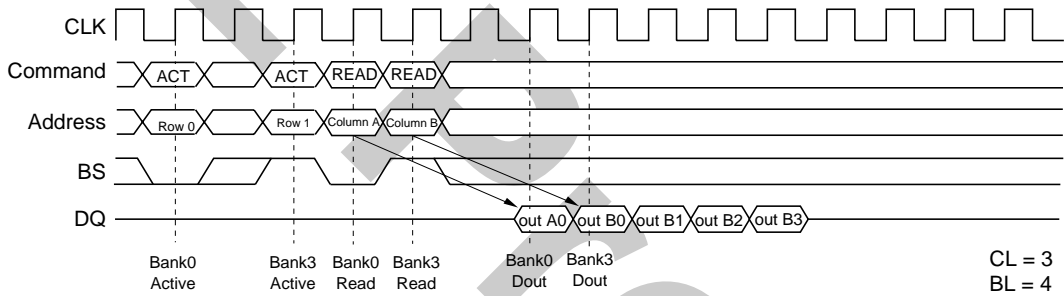 CLK
Command
ACT
ACT
READ
READ
Address
Row 0
Row 1
Column A
Column B
BS
DQ
out A0
out B0
out B1
out B2
out B3
Bank0
Active
Bank3
Active
Bank0
Read
Bank3
Read
Bank0
Dout
Bank3
Dout
CL = 3
BL = 4